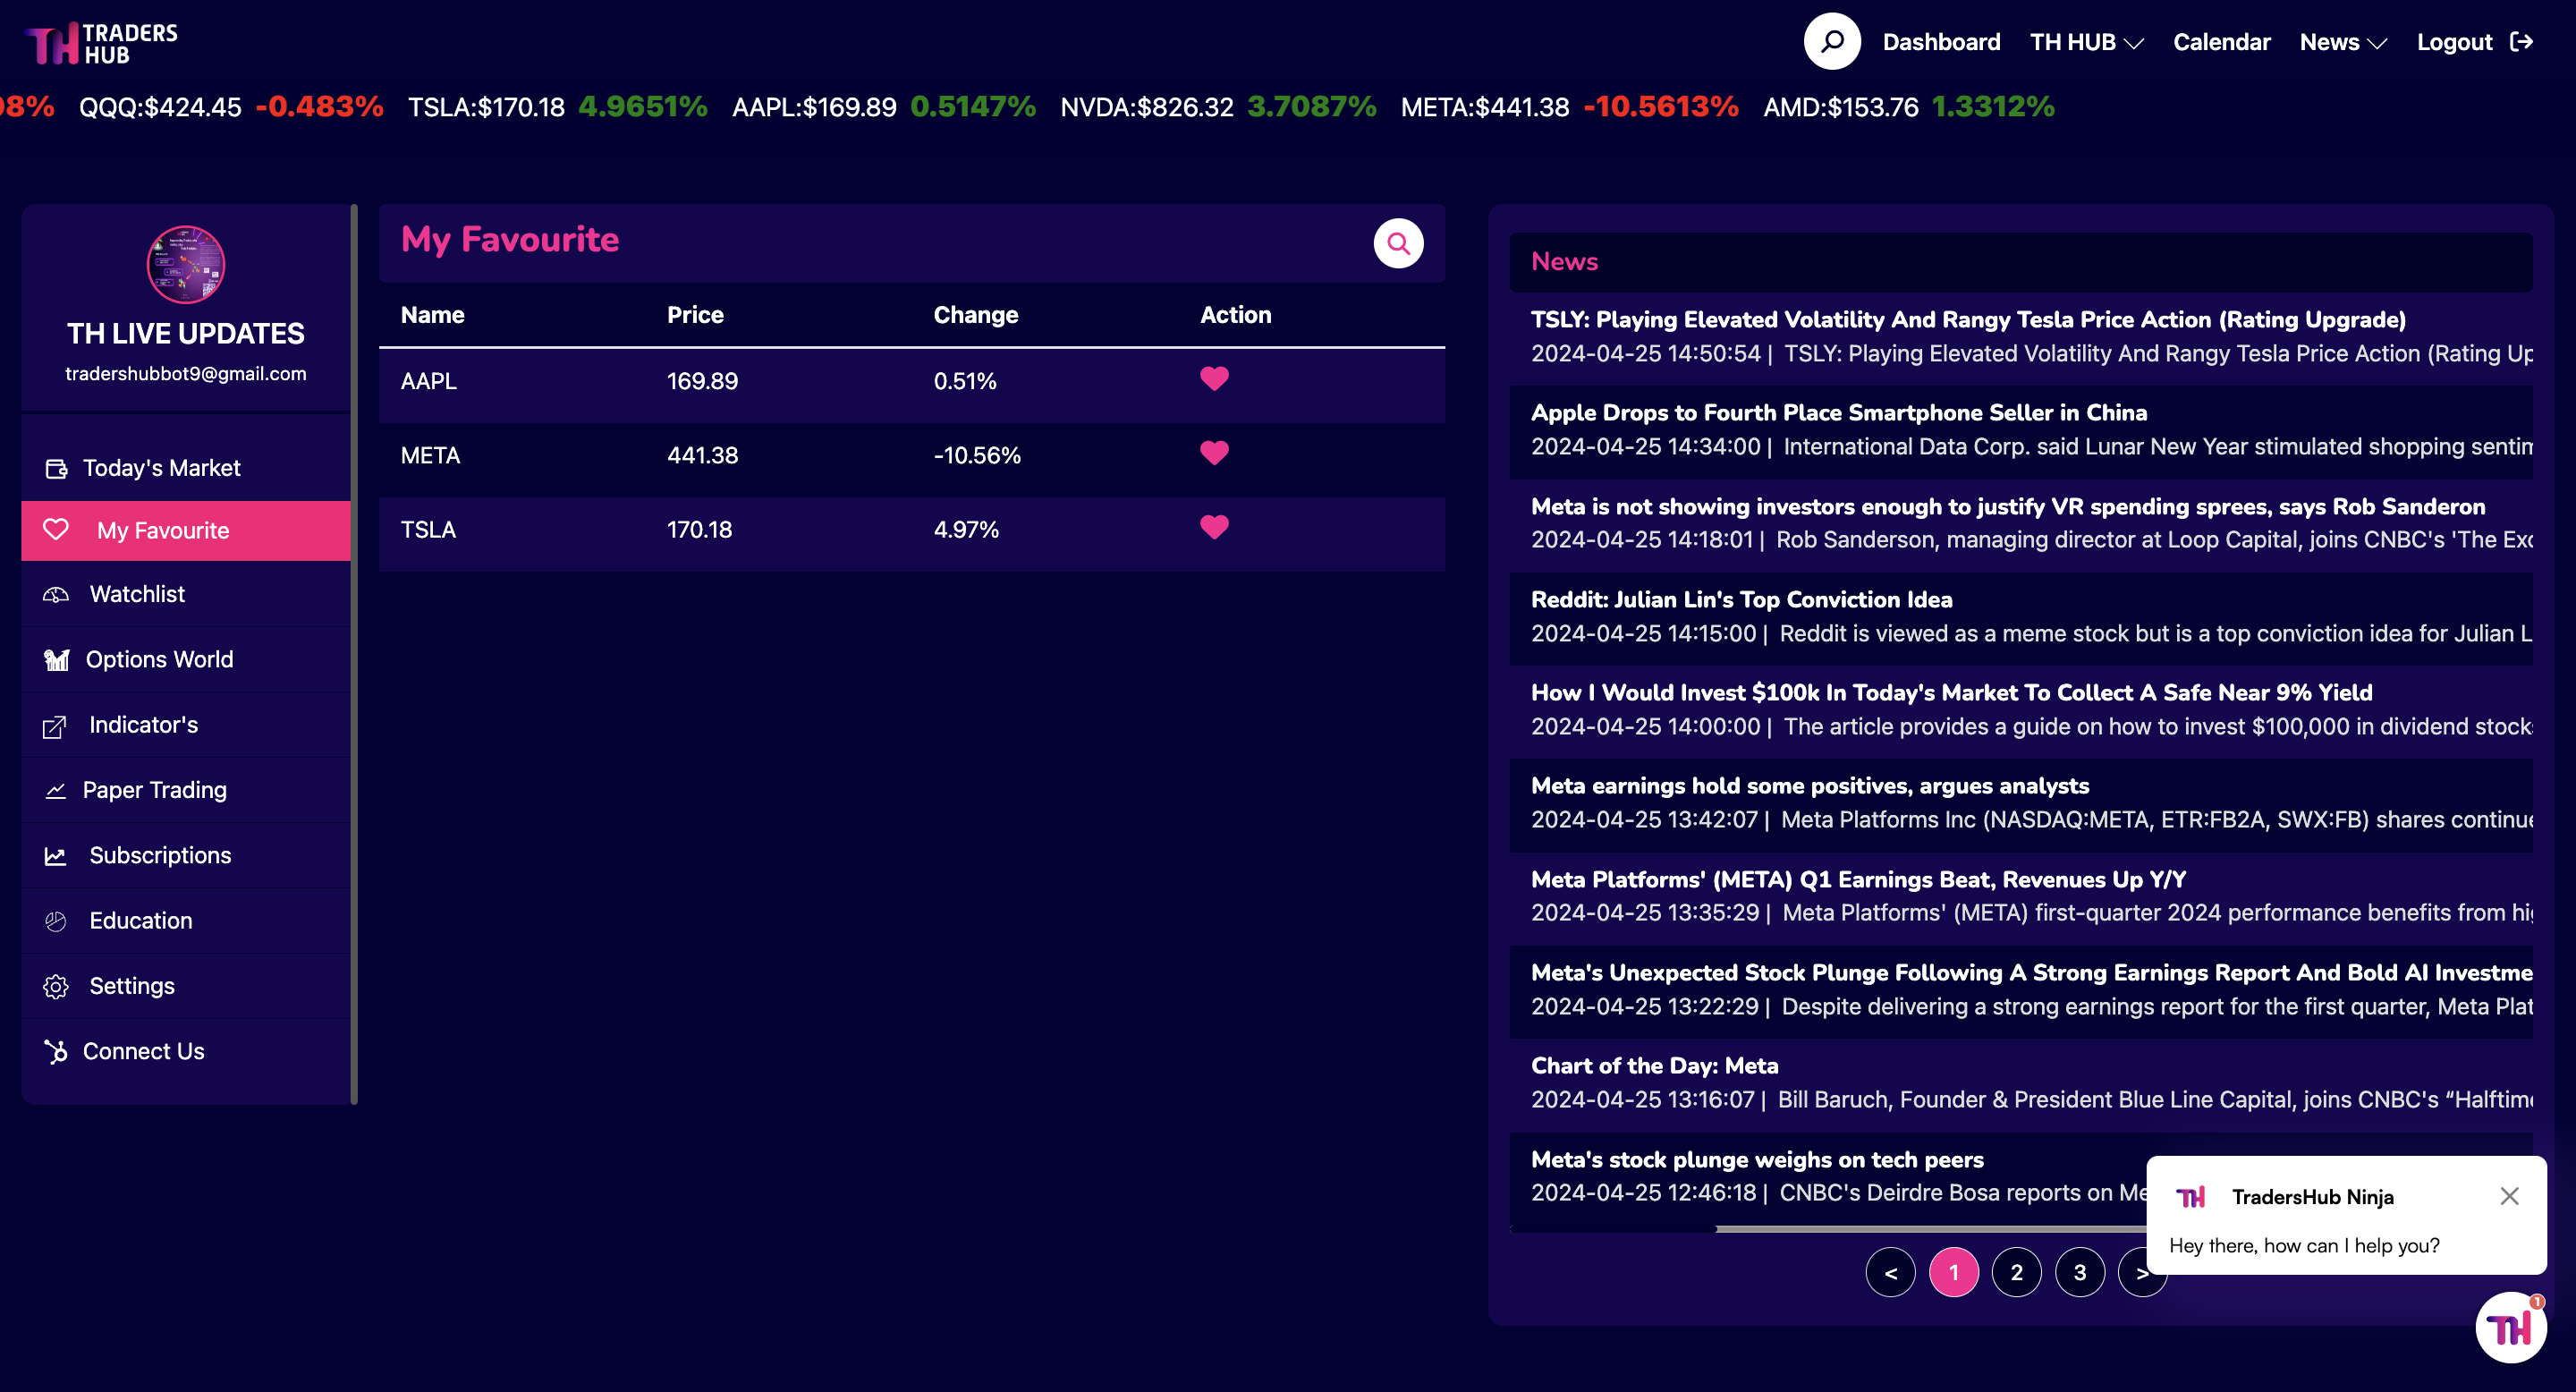 TRADERS
HUB
Dashboard TH HUB Calendar News Logout
98% QQQ:$424.45 -0.483% TSLA:$170.18 4.9651% AAPL:$169.89 0.5147% NVDA:$826.32 3.7087% META:$441.38 -10.5613% AMD:$153.76 1.3312%
TH LIVE UPDATES
tradershubbot9@gmail.com
Today's Market
My Favourite
Watchlist
Options World
Indicator's
Paper Trading
Subscriptions
Education
Settings
Connect Us
My Favourite
Name Price Change Action
AAPL 169.89 0.51%
META 441.38 -10.56%
TSLA 170.18 4.97%
News
TSLY: Playing Elevated Volatility And Rangy Tesla Price Action (Rating Upgrade)
2024-04-25 14:50:54 | TSLY: Playing Elevated Volatility And Rangy Tesla Price Action (Rating Up
Apple Drops to Fourth Place Smartphone Seller in China
2024-04-25 14:34:00 | International Data Corp. said Lunar New Year stimulated shopping sentim
Meta is not showing investors enough to justify VR spending sprees, says Rob Sanderon
2024-04-25 14:18:01 | Rob Sanderson, managing director at Loop Capital, joins CNBC's 'The Exc
Reddit: Julian Lin's Top Conviction Idea
2024-04-25 14:15:00 | Reddit is viewed as a meme stock but is a top conviction idea for Julian L
How I Would Invest $100k In Today's Market To Collect A Safe Near 9% Yield
2024-04-25 14:00:00 | The article provides a guide on how to invest $100,000 in dividend stocks
Meta earnings hold some positives, argues analysts
2024-04-25 13:42:07 | Meta Platforms Inc (NASDAQ:META, ETR:FB2A, SWX:FB) shares continue
Meta Platforms' (META) Q1 Earnings Beat, Revenues Up Y/Y
2024-04-25 13:35:29 | Meta Platforms' (META) first-quarter 2024 performance benefits from hig
Meta's Unexpected Stock Plunge Following A Strong Earnings Report And Bold AI Investme
2024-04-25 13:22:29 | Despite delivering a strong earnings report for the first quarter, Meta Plat
Chart of the Day: Meta
2024-04-25 13:16:07 | Bill Baruch, Founder & President Blue Line Capital, joins CNBC's “Halftime
Meta's stock plunge weighs on tech peers
2024-04-25 12:46:18 | CNBC's Deirdre Bosa reports on Me
< 1 2 3 >
TH TradersHub Ninja
Hey there, how can I help you?
TH 1